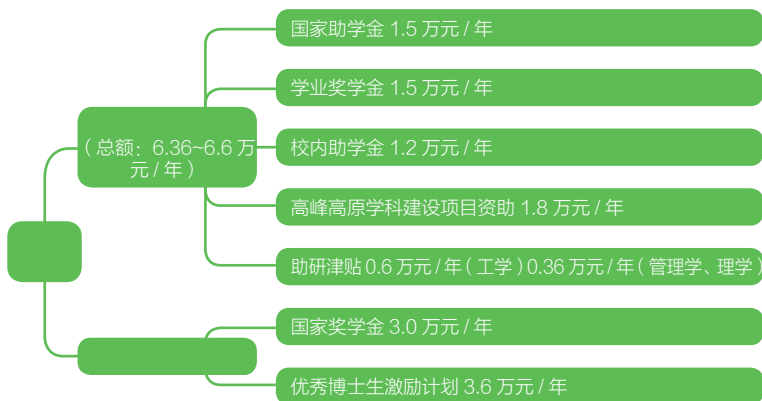 国家助学金 1.5 万元 / 年
学业奖学金 1.5 万元 / 年
（总额：6.36~6.6 万
元 / 年）
校内助学金 1.2 万元 / 年
高峰高原学科建设项目资助 1.8 万元 / 年
助研津贴 0.6 万元 / 年（工学）0.36 万元 / 年（管理学、理学）
国家奖学金 3.0 万元 / 年
优秀博士生激励计划 3.6 万元 / 年